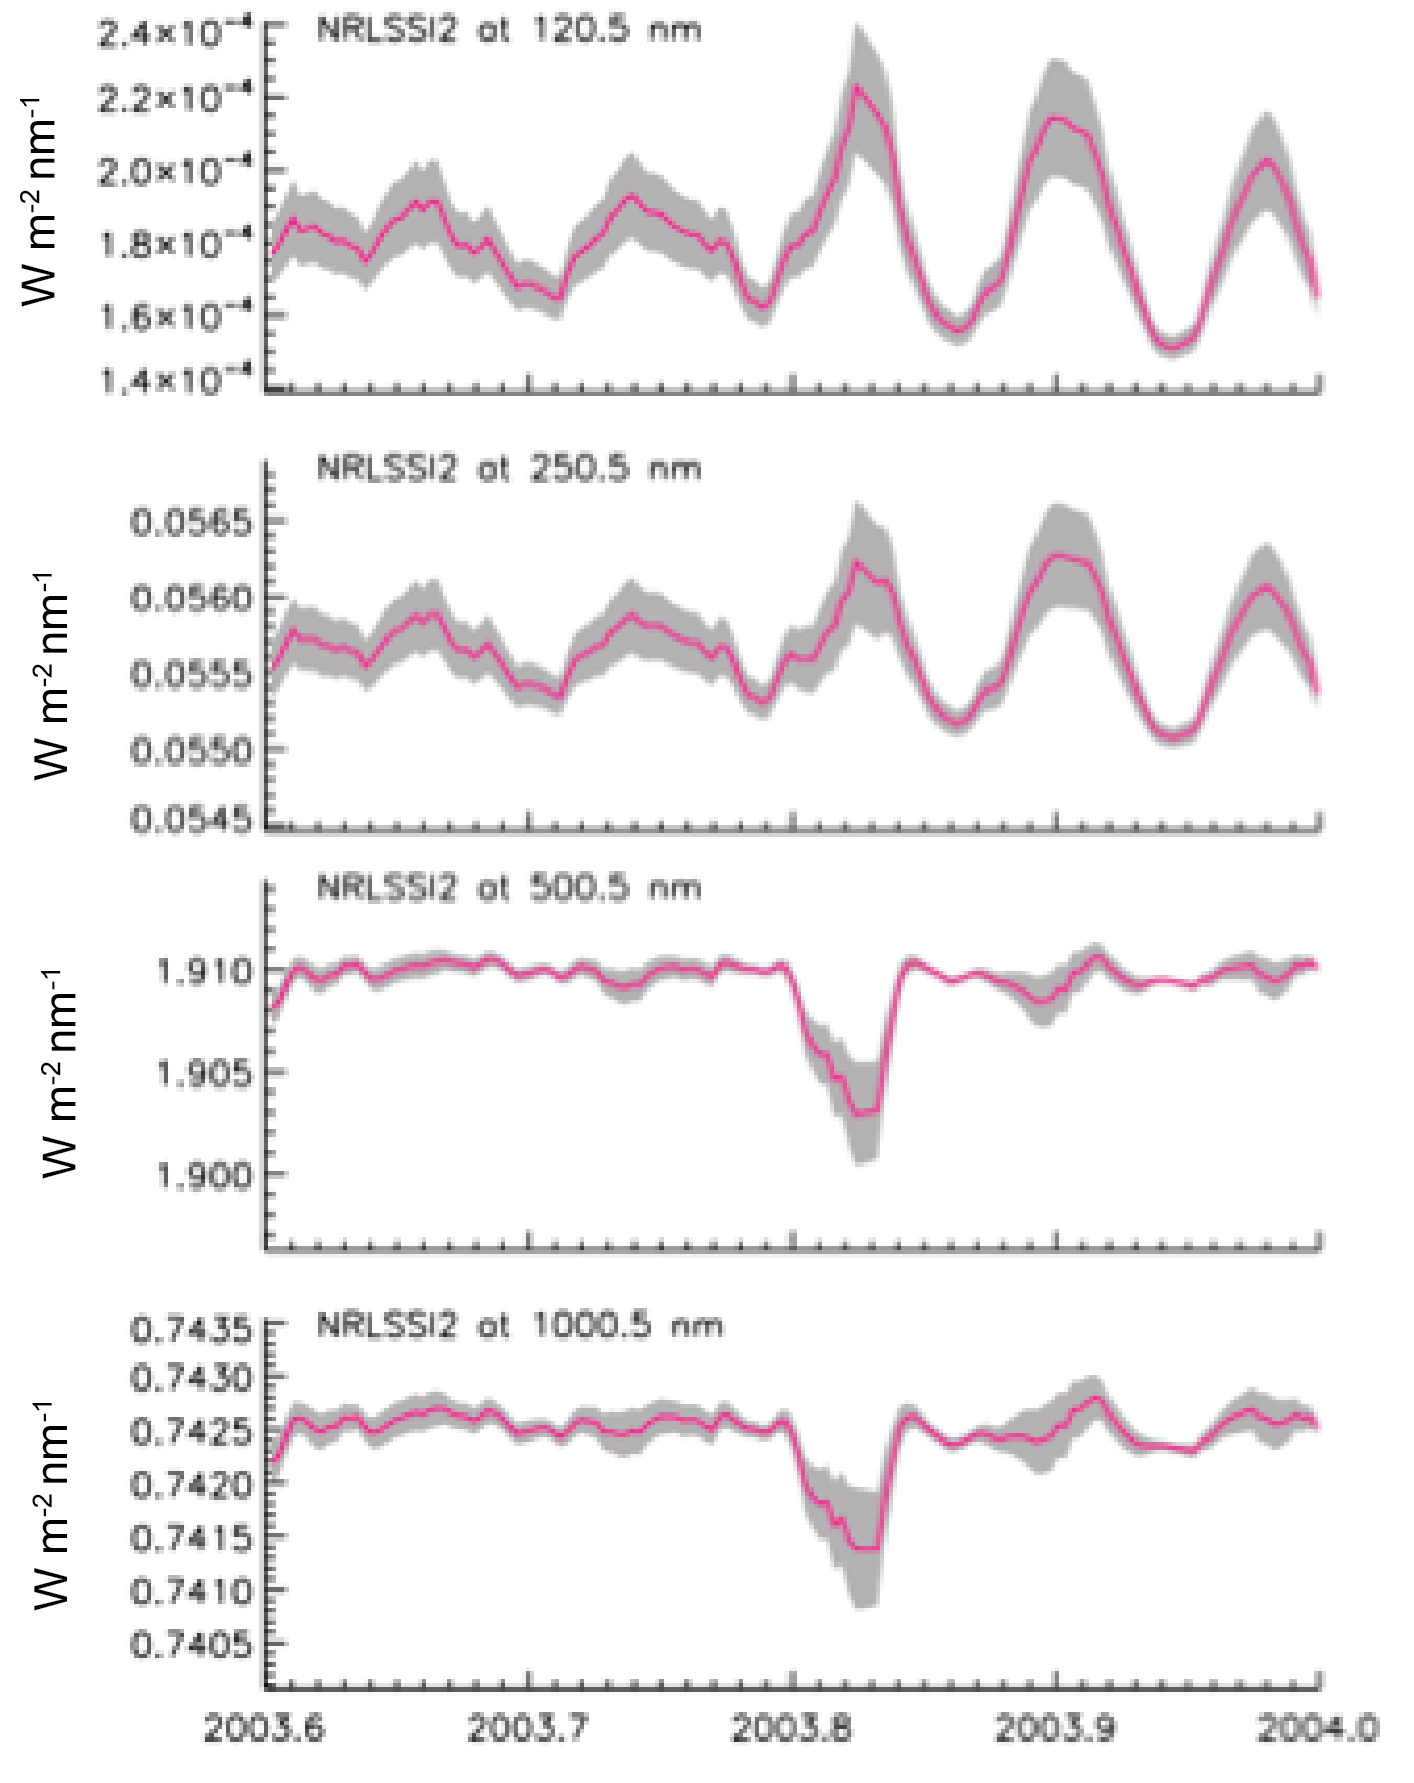 NRLSSI2 at 120.5 nm
2.4×10⁻⁴
2.2×10⁻⁴
2.0×10⁻⁴
1.8×10⁻⁴
1.6×10⁻⁴
1.4×10⁻⁴
W m⁻² nm⁻¹
NRLSSI2 at 250.5 nm
0.0565
0.0560
0.0555
0.0550
0.0545
W m⁻² nm⁻¹
NRLSSI2 at 500.5 nm
1.910
1.905
1.900
W m⁻² nm⁻¹
NRLSSI2 at 1000.5 nm
0.7435
0.7430
0.7425
0.7420
0.7415
0.7410
0.7405
W m⁻² nm⁻¹
2003.6 2003.7 2003.8 2003.9 2004.0